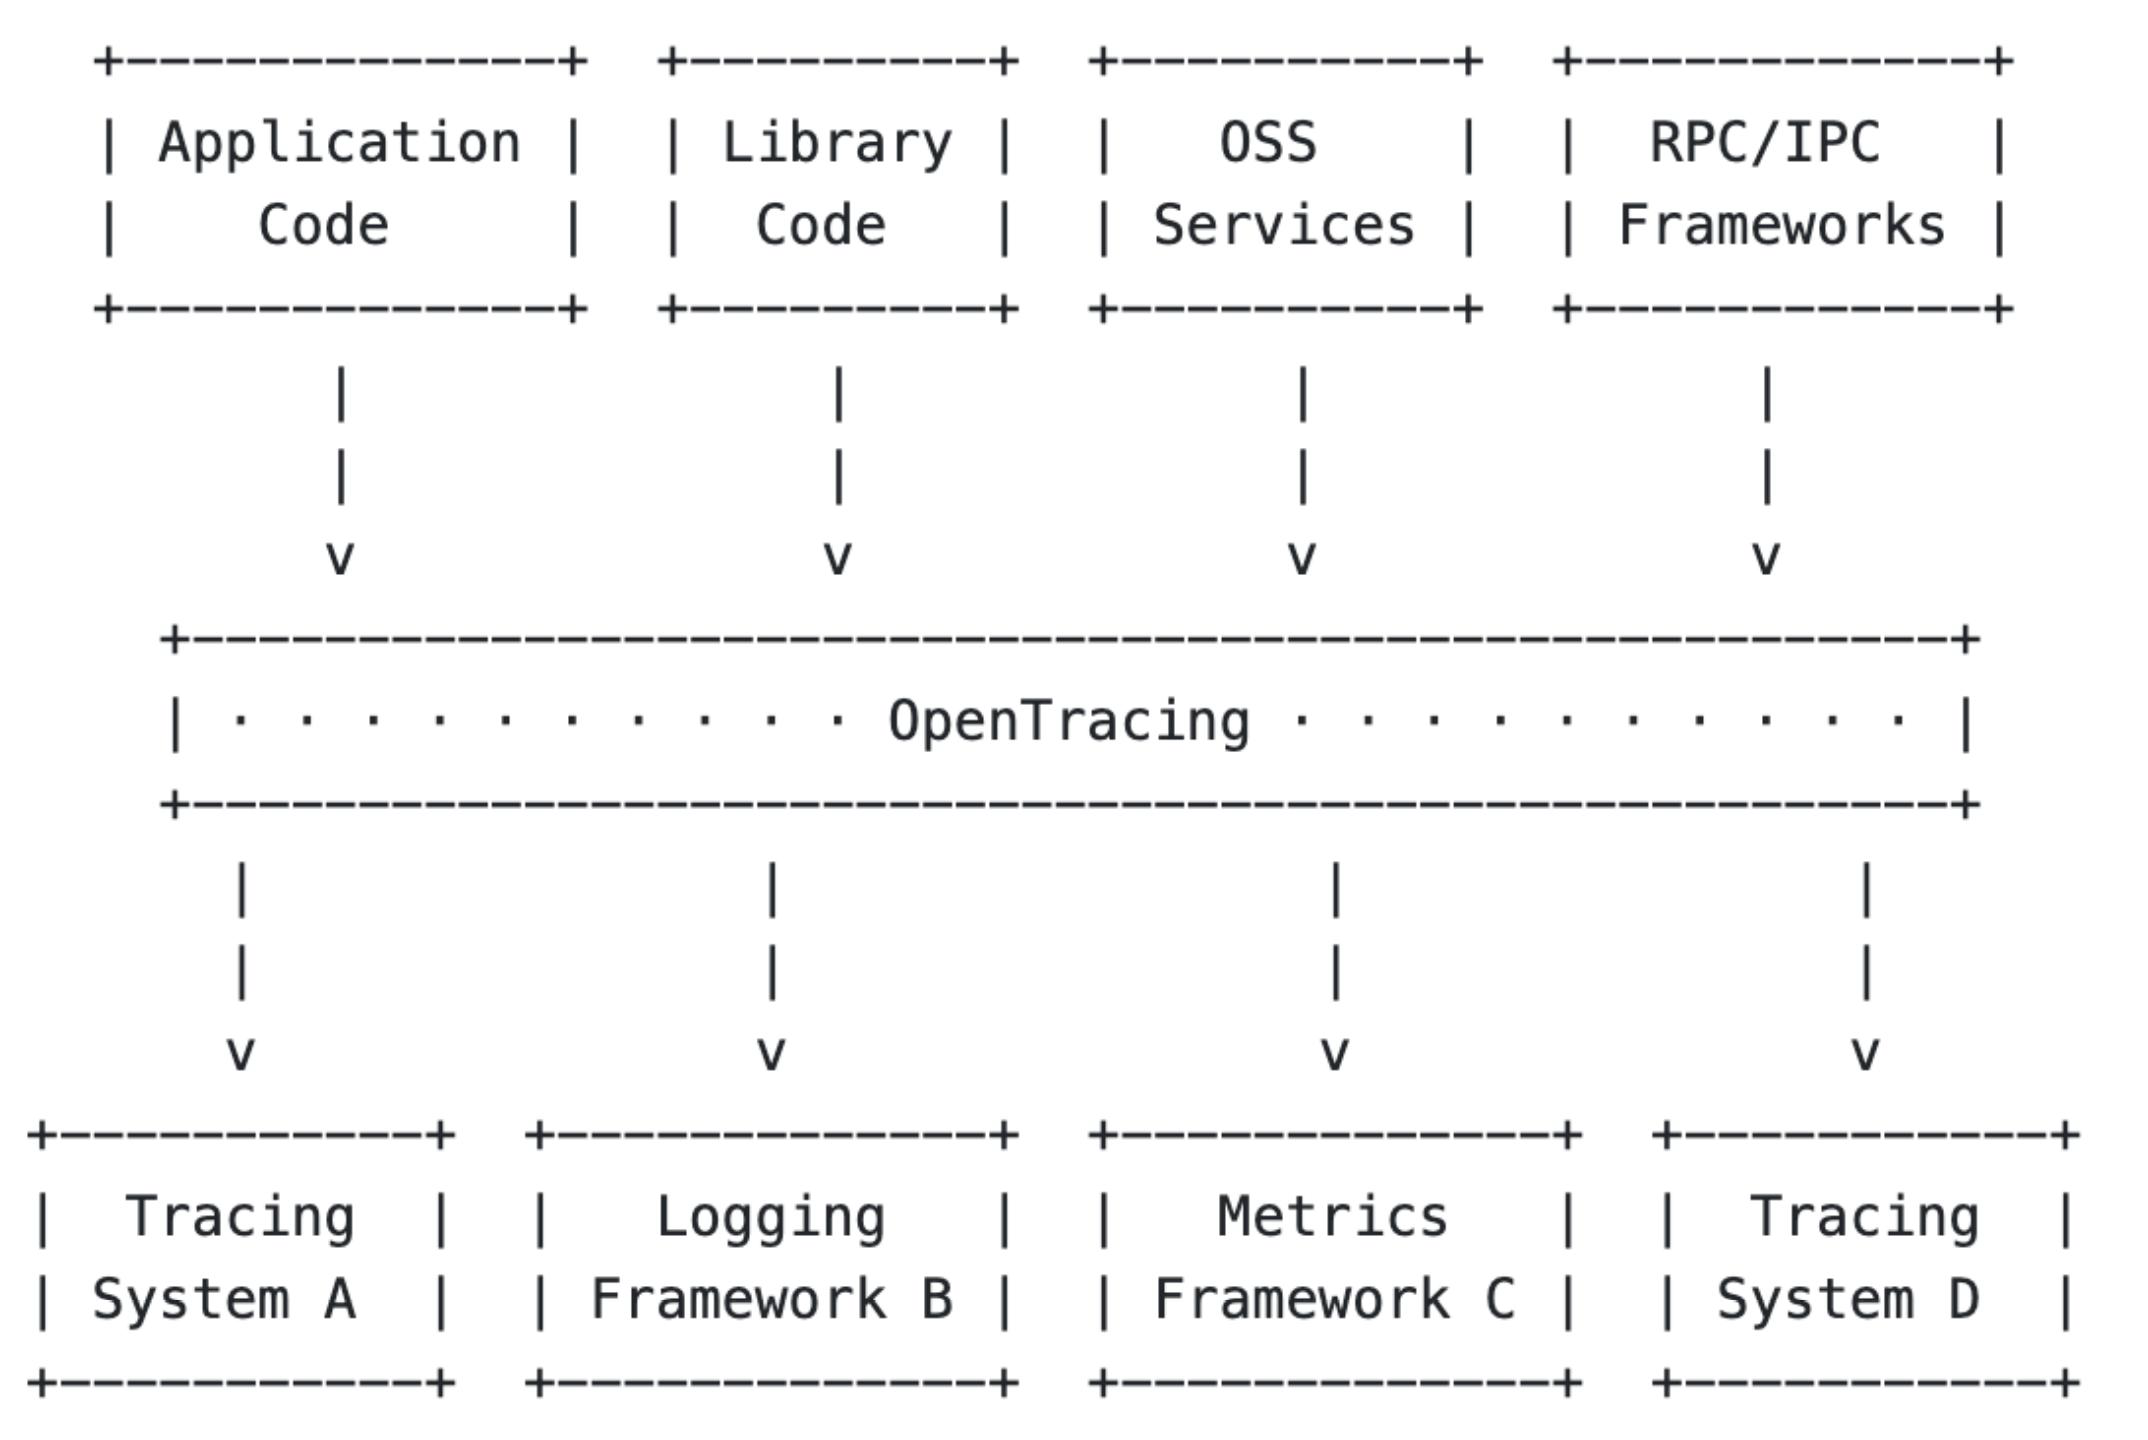 +-------------+  +---------+  +----------+  +------------+
| Application |  | Library |  |   OSS    |  |  RPC/IPC   |
|    Code     |  |  Code   |  | Services |  | Frameworks |
+-------------+  +---------+  +----------+  +------------+
       |              |             |             |
       |              |             |             |
       v              v             v             v
  +-----------------------------------------------------+
  | · · · · · · · · · · OpenTracing · · · · · · · · · · |
  +-----------------------------------------------------+
    |               |                |               |
    |               |                |               |
    v               v                v               v
+-----------+  +-------------+  +-------------+  +-----------+
|  Tracing  |  |   Logging   |  |   Metrics   |  |  Tracing  |
| System A  |  | Framework B |  | Framework C |  | System D  |
+-----------+  +-------------+  +-------------+  +-----------+